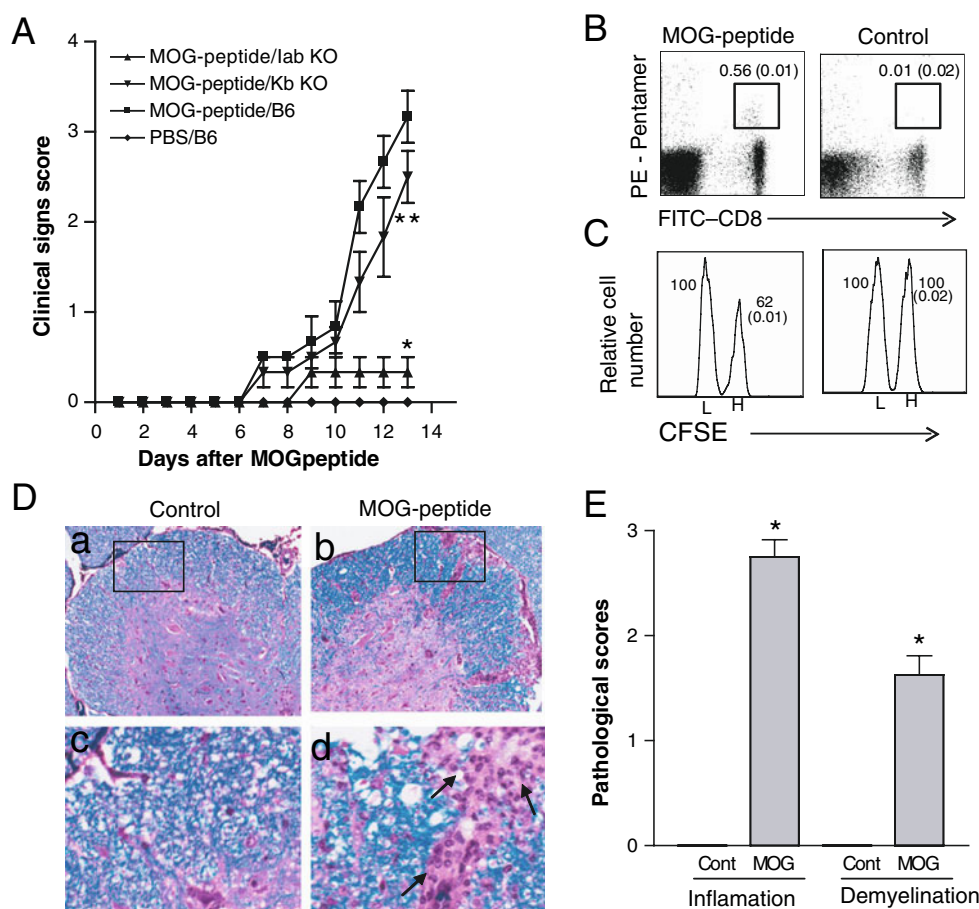 A
4
3
2
1
0
Clinical signs score
MOG-peptide/Iab KO
MOG-peptide/Kb KO
MOG-peptide/B6
PBS/B6
**
*
0 2 4 6 8 10 12 14
Days after MOGpeptide
B
MOG-peptide Control
0.56 (0.01) 0.01 (0.02)
PE - Pentamer
FITC–CD8
C
Relative cell
number
100 62
(0.01)
100 100
(0.02)
L H L H
CFSE
D
Control MOG-peptide
a b
c d
E
Pathological scores
3
2
1
0
* *
Cont MOG Cont MOG
Inflamation Demyelination